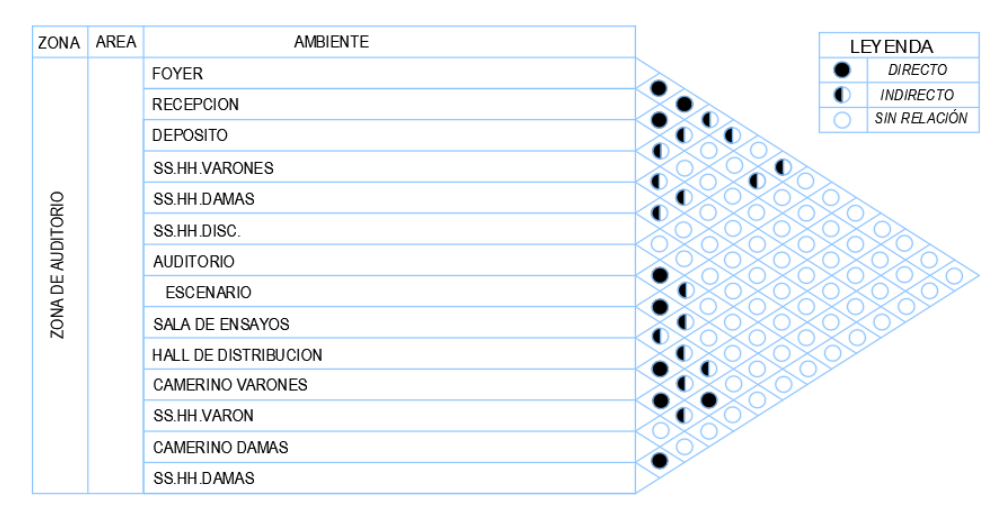 ZONA AREA AMBIENTE
LEYENDA
DIRECTO
INDIRECTO
SIN RELACIÓN
ZONA DE AUDITORIO
FOYER
RECEPCION
DEPOSITO
SS.HH.VARONES
SS.HH.DAMAS
SS.HH.DISC.
AUDITORIO
ESCENARIO
SALA DE ENSAYOS
HALL DE DISTRIBUCION
CAMERINO VARONES
SS.HH.VARON
CAMERINO DAMAS
SS.HH.DAMAS